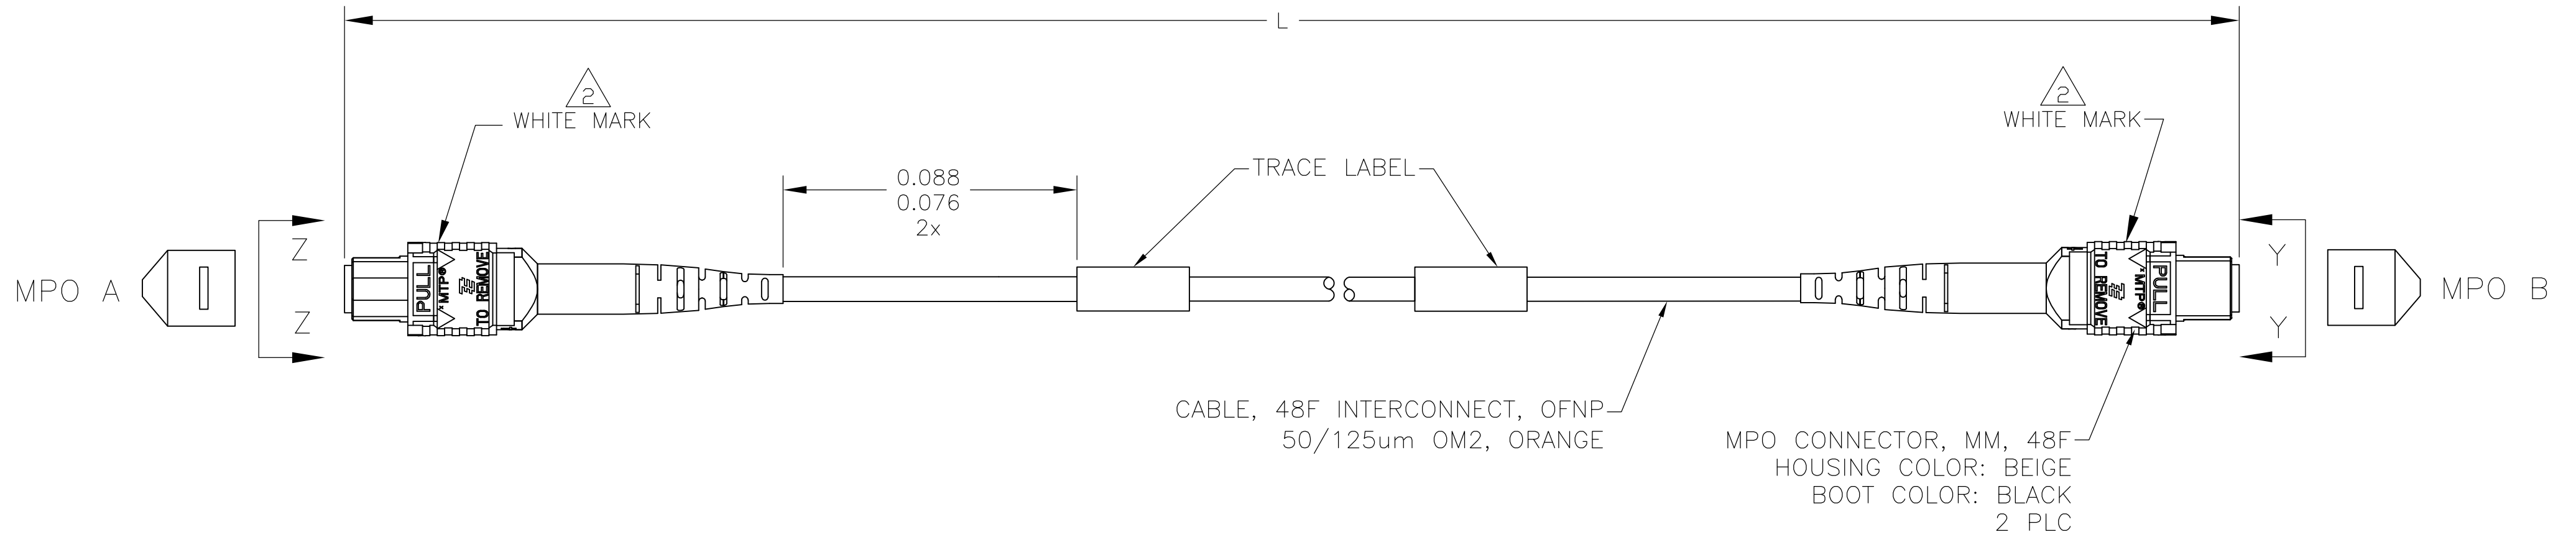 L
2
WHITE MARK
2
WHITE MARK
TRACE LABEL
0.088
0.076
2x
Z
Z
MPO A
PULL
MTP®
TO REMOVE
TO REMOVE
MTP®
PULL
Y
Y
MPO B
CABLE, 48F INTERCONNECT, OFNP
50/125um OM2, ORANGE
MPO CONNECTOR, MM, 48F
HOUSING COLOR: BEIGE
BOOT COLOR: BLACK
2 PLC